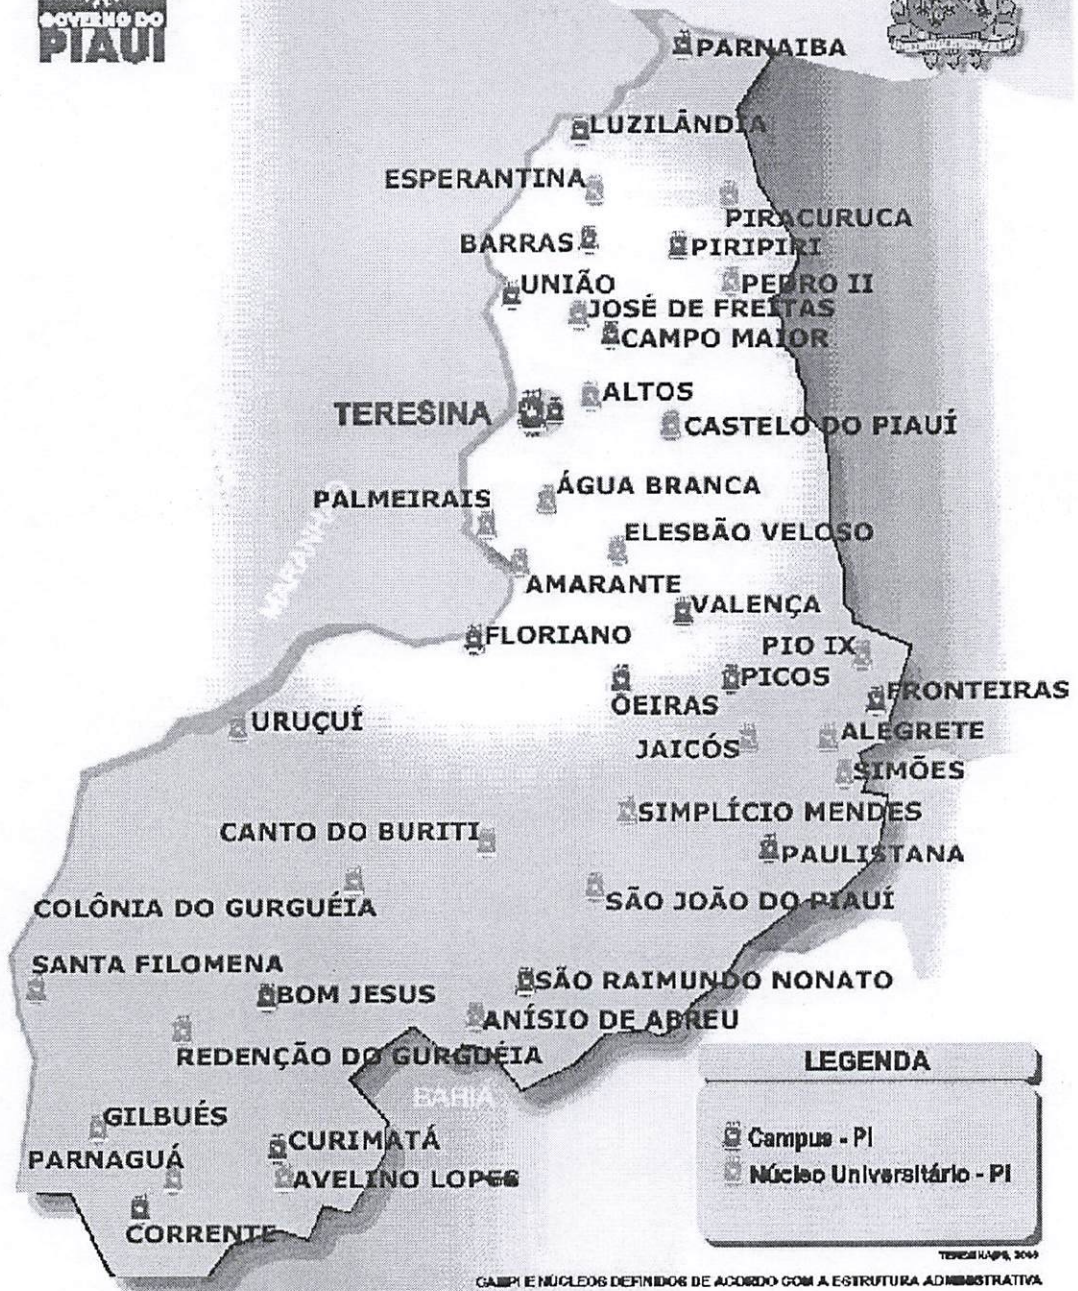 GOVERNO DO
PIAUÍ
PARNAIBA
LUZILÂNDIA
ESPERANTINA
PIRACURUCA
BARRAS
PIRIPIRI
UNIÃO
PEDRO II
JOSÉ DE FREITAS
CAMPO MAIOR
ALTOS
TERESINA
CASTELO DO PIAUÍ
ÁGUA BRANCA
PALMEIRAIS
MARANHÃO
ELESBÃO VELOSO
AMARANTE
VALENÇA
FLORIANO
PIO IX
PICOS
FRONTEIRAS
OEIRAS
URUÇUÍ
ALEGRETE
JAICÓS
SIMÕES
SIMPLÍCIO MENDES
CANTO DO BURITI
PAULISTANA
SÃO JOÃO DO PIAUÍ
COLÔNIA DO GURGUÉIA
SANTA FILOMENA
SÃO RAIMUNDO NONATO
BOM JESUS
ANÍSIO DE ABREU
REDENÇÃO DO GURGUÉIA
BAHIA
LEGENDA
GILBUÉS
CURIMATÁ
Campus - PI
PARNAGUÁ
AVELINO LOPES
Núcleo Universitário - PI
CORRENTE
CAMPI E NÚCLEOS DEFINIDOS DE ACORDO COM A ESTRUTURA ADMINISTRATIVA